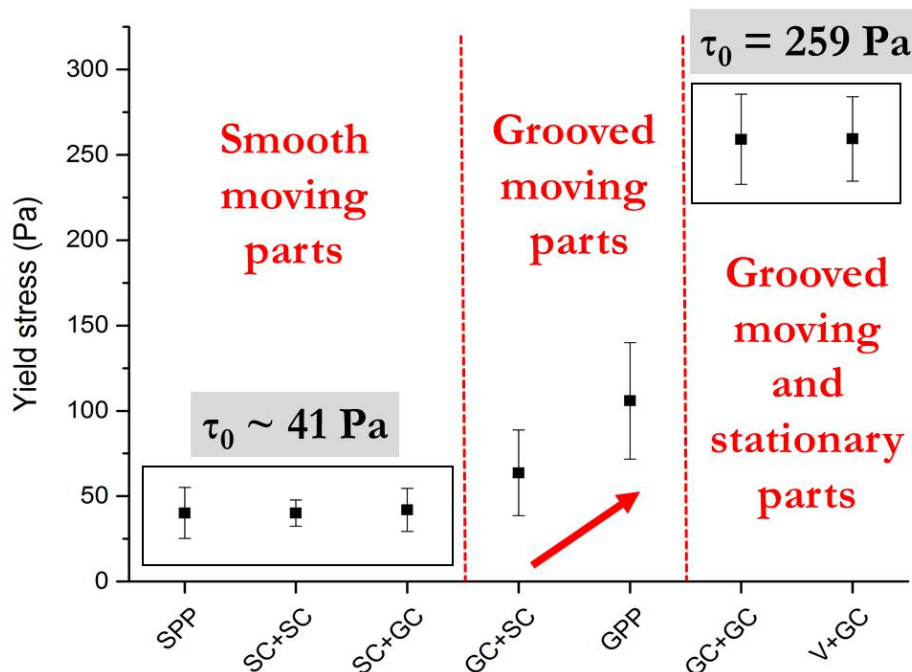 τ₀ = 259 Pa
Smooth
moving
parts
Grooved
moving
parts
Grooved
moving
and
stationary
parts
τ₀ ~ 41 Pa
Yield stress (Pa)
300
250
200
150
100
50
0
SPP
SC+SC
SC+GC
GC+SC
GPP
GC+GC
V+GC